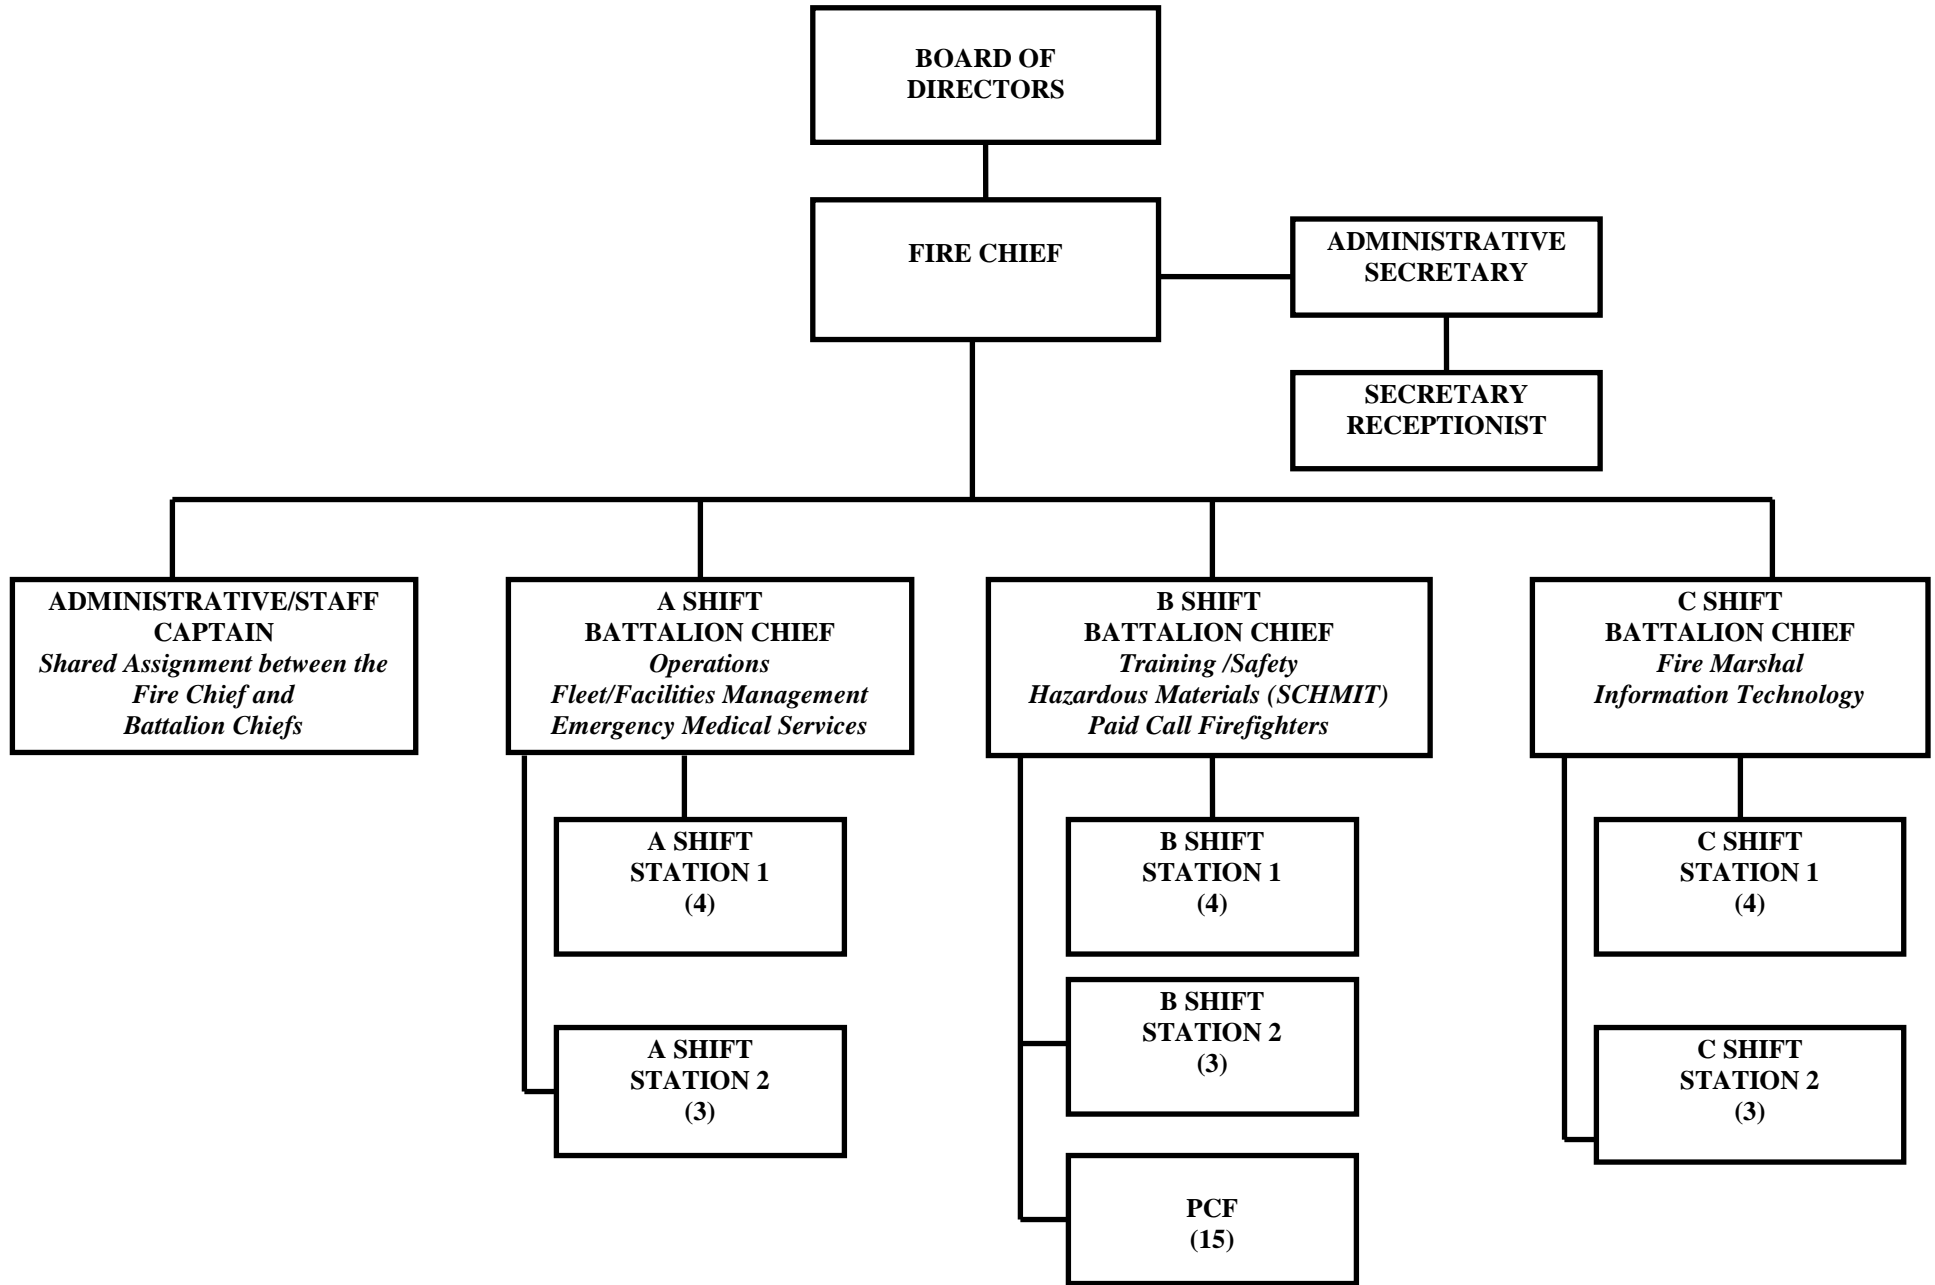 BOARD OF
DIRECTORS
FIRE CHIEF
ADMINISTRATIVE
SECRETARY
SECRETARY
RECEPTIONIST
ADMINISTRATIVE/STAFF
CAPTAIN
Shared Assignment between the
Fire Chief and
Battalion Chiefs
A SHIFT
BATTALION CHIEF
Operations
Fleet/Facilities Management
Emergency Medical Services
B SHIFT
BATTALION CHIEF
Training /Safety
Hazardous Materials (SCHMIT)
Paid Call Firefighters
C SHIFT
BATTALION CHIEF
Fire Marshal
Information Technology
A SHIFT
STATION 1
(4)
B SHIFT
STATION 1
(4)
C SHIFT
STATION 1
(4)
A SHIFT
STATION 2
(3)
B SHIFT
STATION 2
(3)
C SHIFT
STATION 2
(3)
PCF
(15)